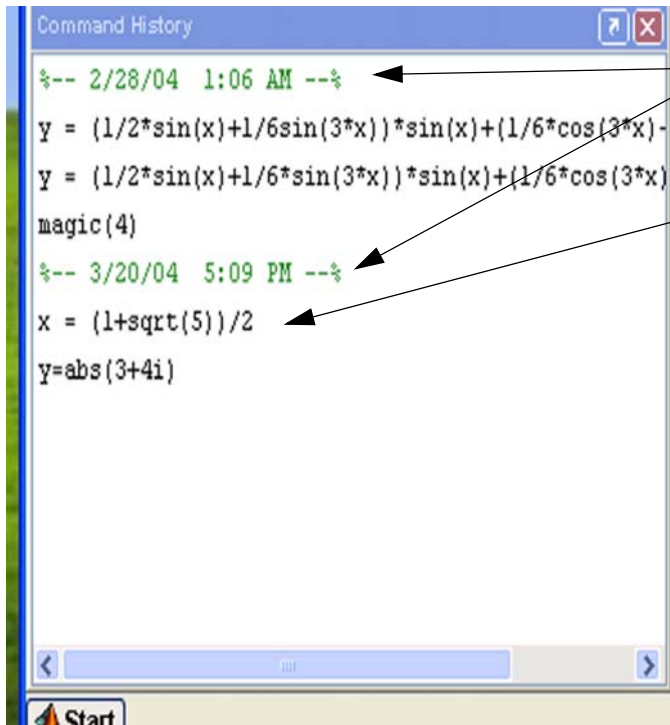 Command History
%-- 2/28/04 1:06 AM --%
y = (1/2*sin(x)+1/6sin(3*x))*sin(x)+(1/6*cos(3*x)-
y = (1/2*sin(x)+1/6*sin(3*x))*sin(x)+(1/6*cos(3*x)
magic(4)
%-- 3/20/04 5:09 PM --%
x = (1+sqrt(5))/2
y=abs(3+4i)
Start